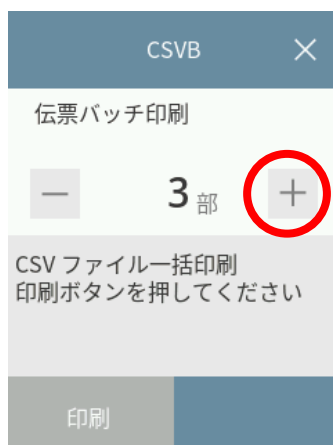 CSVB ×
伝票バッチ印刷
－ 3 部 ＋
CSV ファイル一括印刷
印刷ボタンを押してください
印刷